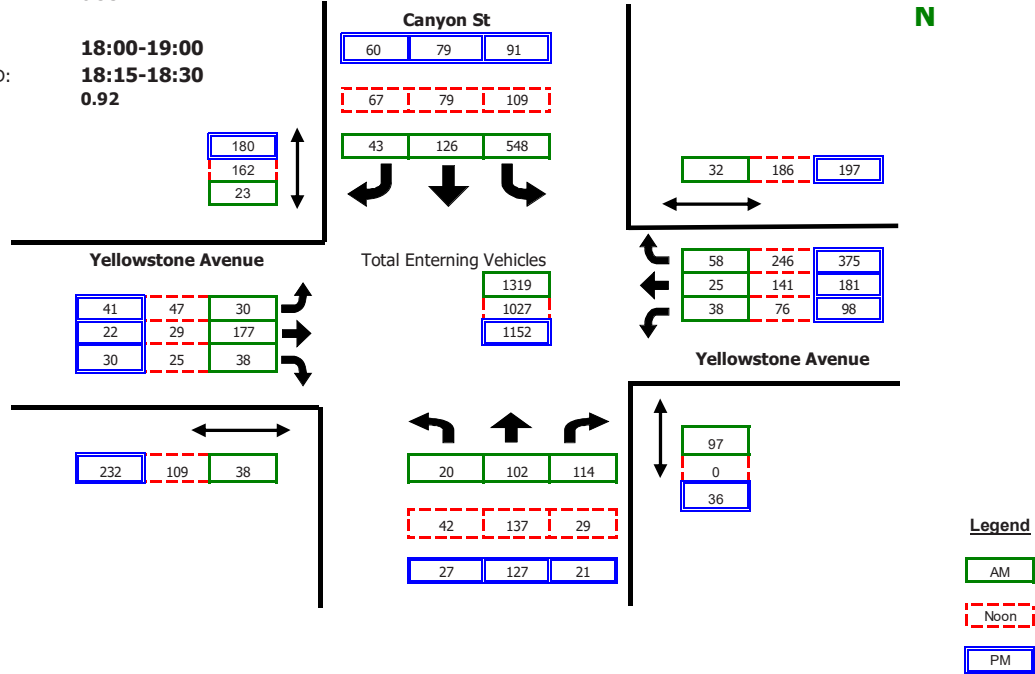 Canyon St
N
60 79 91
18:00-19:00
D: 18:15-18:30
0.92
67 79 109
180
43 126 548
162
32 186 197
23
Yellowstone Avenue
Total Enterning Vehicles
58 246 375
1319
25 141 181
41 47 30
1027
38 76 98
22 29 177
1152
30 25 38
Yellowstone Avenue
97
232 109 38
20 102 114
0
36
42 137 29
Legend
27 127 21
AM
Noon
PM